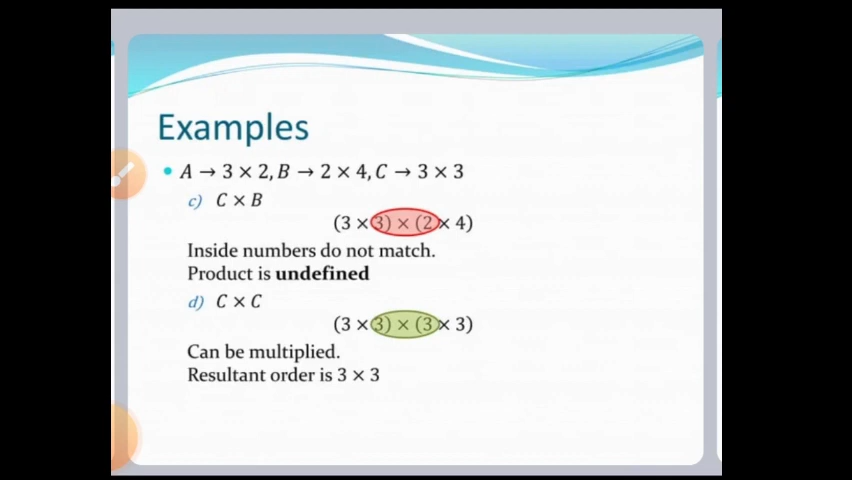 Examples
• A → 3 × 2, B → 2 × 4, C → 3 × 3
c) C × B
(3 × 3) × (2 × 4)
Inside numbers do not match.
Product is undefined
d) C × C
(3 × 3) × (3 × 3)
Can be multiplied.
Resultant order is 3 × 3